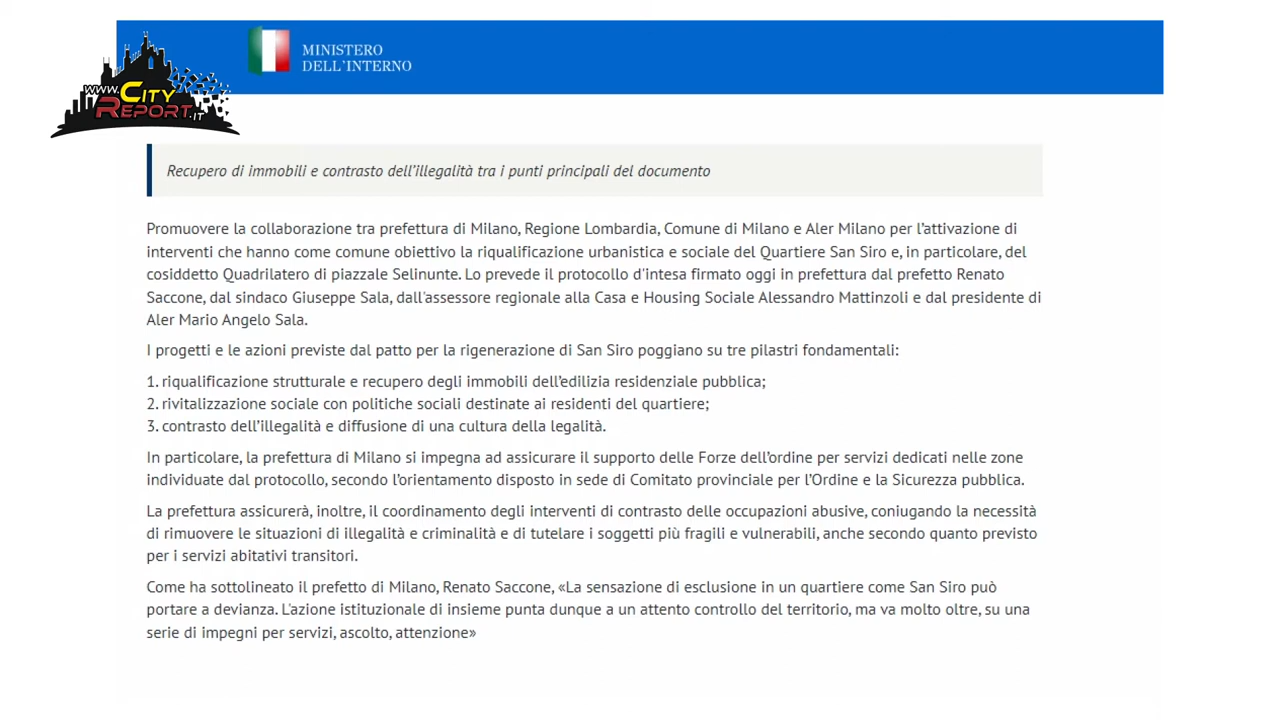 MINISTERO
DELL'INTERNO
www.CITY
REPORT.IT
Recupero di immobili e contrasto dell'illegalità tra i punti principali del documento
Promuovere la collaborazione tra prefettura di Milano, Regione Lombardia, Comune di Milano e Aler Milano per l'attivazione di
interventi che hanno come comune obiettivo la riqualificazione urbanistica e sociale del Quartiere San Siro e, in particolare, del
cosiddetto Quadrilatero di piazzale Selinunte. Lo prevede il protocollo d'intesa firmato oggi in prefettura dal prefetto Renato
Saccone, dal sindaco Giuseppe Sala, dall'assessore regionale alla Casa e Housing Sociale Alessandro Mattinzoli e dal presidente di
Aler Mario Angelo Sala.
I progetti e le azioni previste dal patto per la rigenerazione di San Siro poggiano su tre pilastri fondamentali:
1. riqualificazione strutturale e recupero degli immobili dell'edilizia residenziale pubblica;
2. rivitalizzazione sociale con politiche sociali destinate ai residenti del quartiere;
3. contrasto dell'illegalità e diffusione di una cultura della legalità.
In particolare, la prefettura di Milano si impegna ad assicurare il supporto delle Forze dell'ordine per servizi dedicati nelle zone
individuate dal protocollo, secondo l'orientamento disposto in sede di Comitato provinciale per l'Ordine e la Sicurezza pubblica.
La prefettura assicurerà, inoltre, il coordinamento degli interventi di contrasto delle occupazioni abusive, coniugando la necessità
di rimuovere le situazioni di illegalità e criminalità e di tutelare i soggetti più fragili e vulnerabili, anche secondo quanto previsto
per i servizi abitativi transitori.
Come ha sottolineato il prefetto di Milano, Renato Saccone, «La sensazione di esclusione in un quartiere come San Siro può
portare a devianza. L'azione istituzionale di insieme punta dunque a un attento controllo del territorio, ma va molto oltre, su una
serie di impegni per servizi, ascolto, attenzione»